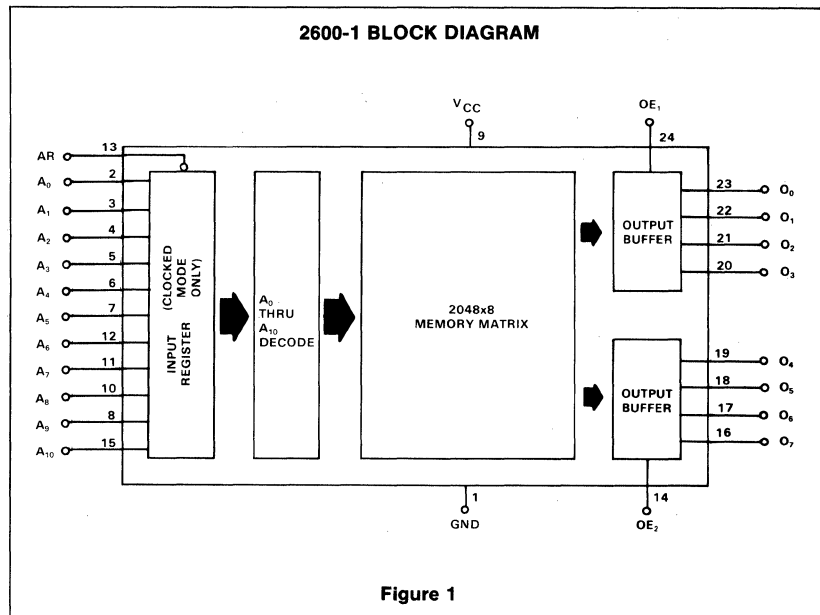 2600-1 BLOCK DIAGRAM
VCC
9
OE1
24
AR 13
A0 2
A1 3
A2 4
A3 5
A4 6
A5 7
A6 12
A7 11
A8 10
A9 8
A10 15
INPUT REGISTER
(CLOCKED MODE ONLY)
A0
THRU
A10
DECODE
2048x8
MEMORY MATRIX
OUTPUT
BUFFER
23 O0
22 O1
21 O2
20 O3
OUTPUT
BUFFER
19 O4
18 O5
17 O6
16 O7
1
GND
14
OE2
Figure 1